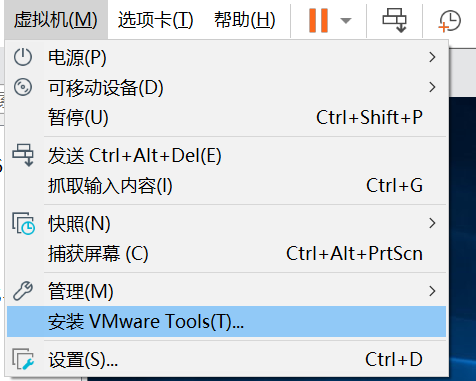 虚拟机(M) 选项卡(T) 帮助(H)
电源(P)
可移动设备(D)
暂停(U) Ctrl+Shift+P
发送 Ctrl+Alt+Del(E)
抓取输入内容(I) Ctrl+G
快照(N)
捕获屏幕 (C) Ctrl+Alt+PrtScn
管理(M)
安装 VMware Tools(T)...
设置(S)... Ctrl+D